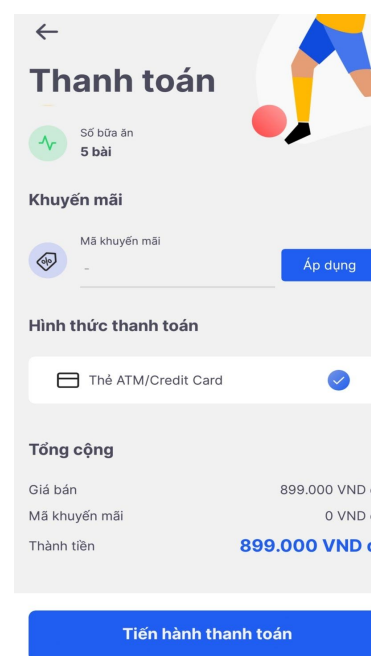 Thanh toán
Số bữa ăn
5 bài
Khuyến mãi
Mã khuyến mãi
-
Áp dụng
Hình thức thanh toán
Thẻ ATM/Credit Card
Tổng cộng
Giá bán 899.000 VND đ
Mã khuyến mãi 0 VND đ
Thành tiền 899.000 VND đ
Tiến hành thanh toán